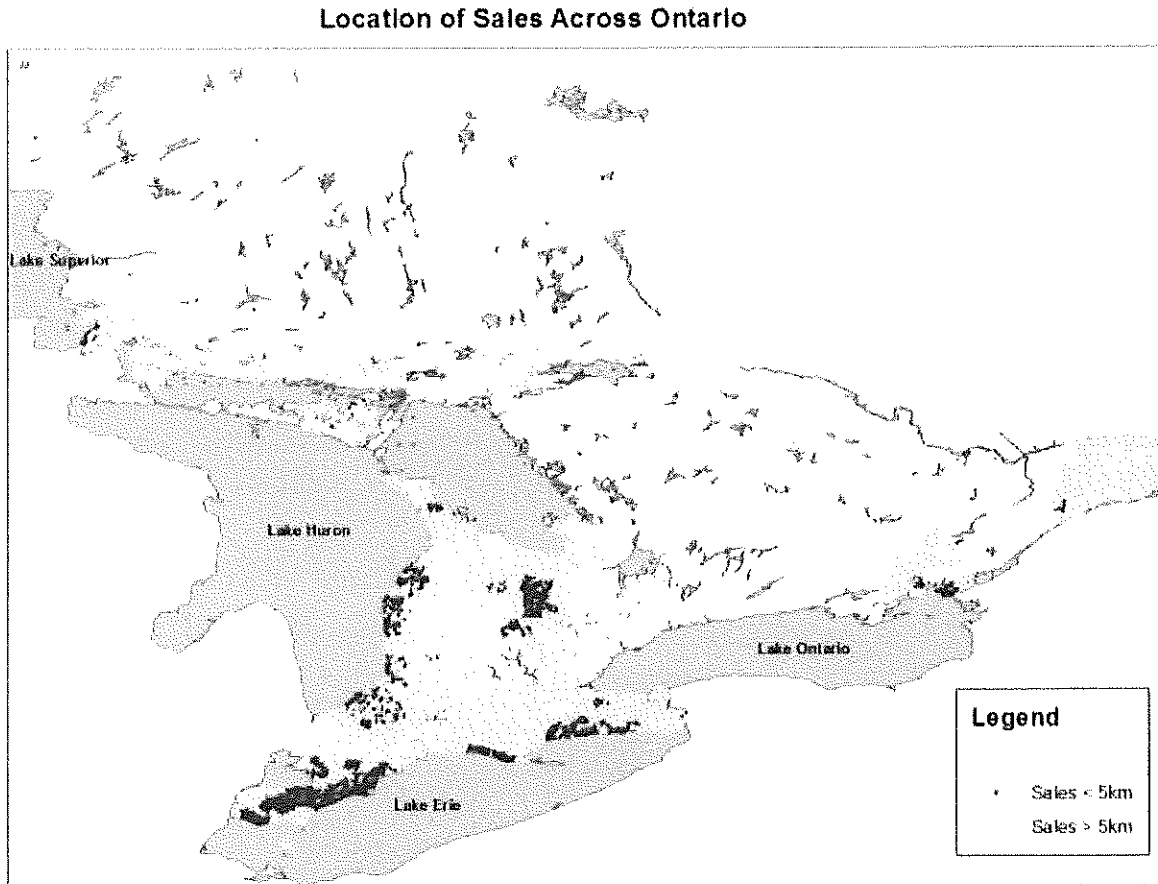 Location of Sales Across Ontario
Lake Superior
Lake Huron
Lake Ontario
Lake Erie
Legend
Sales < 5km
Sales > 5km